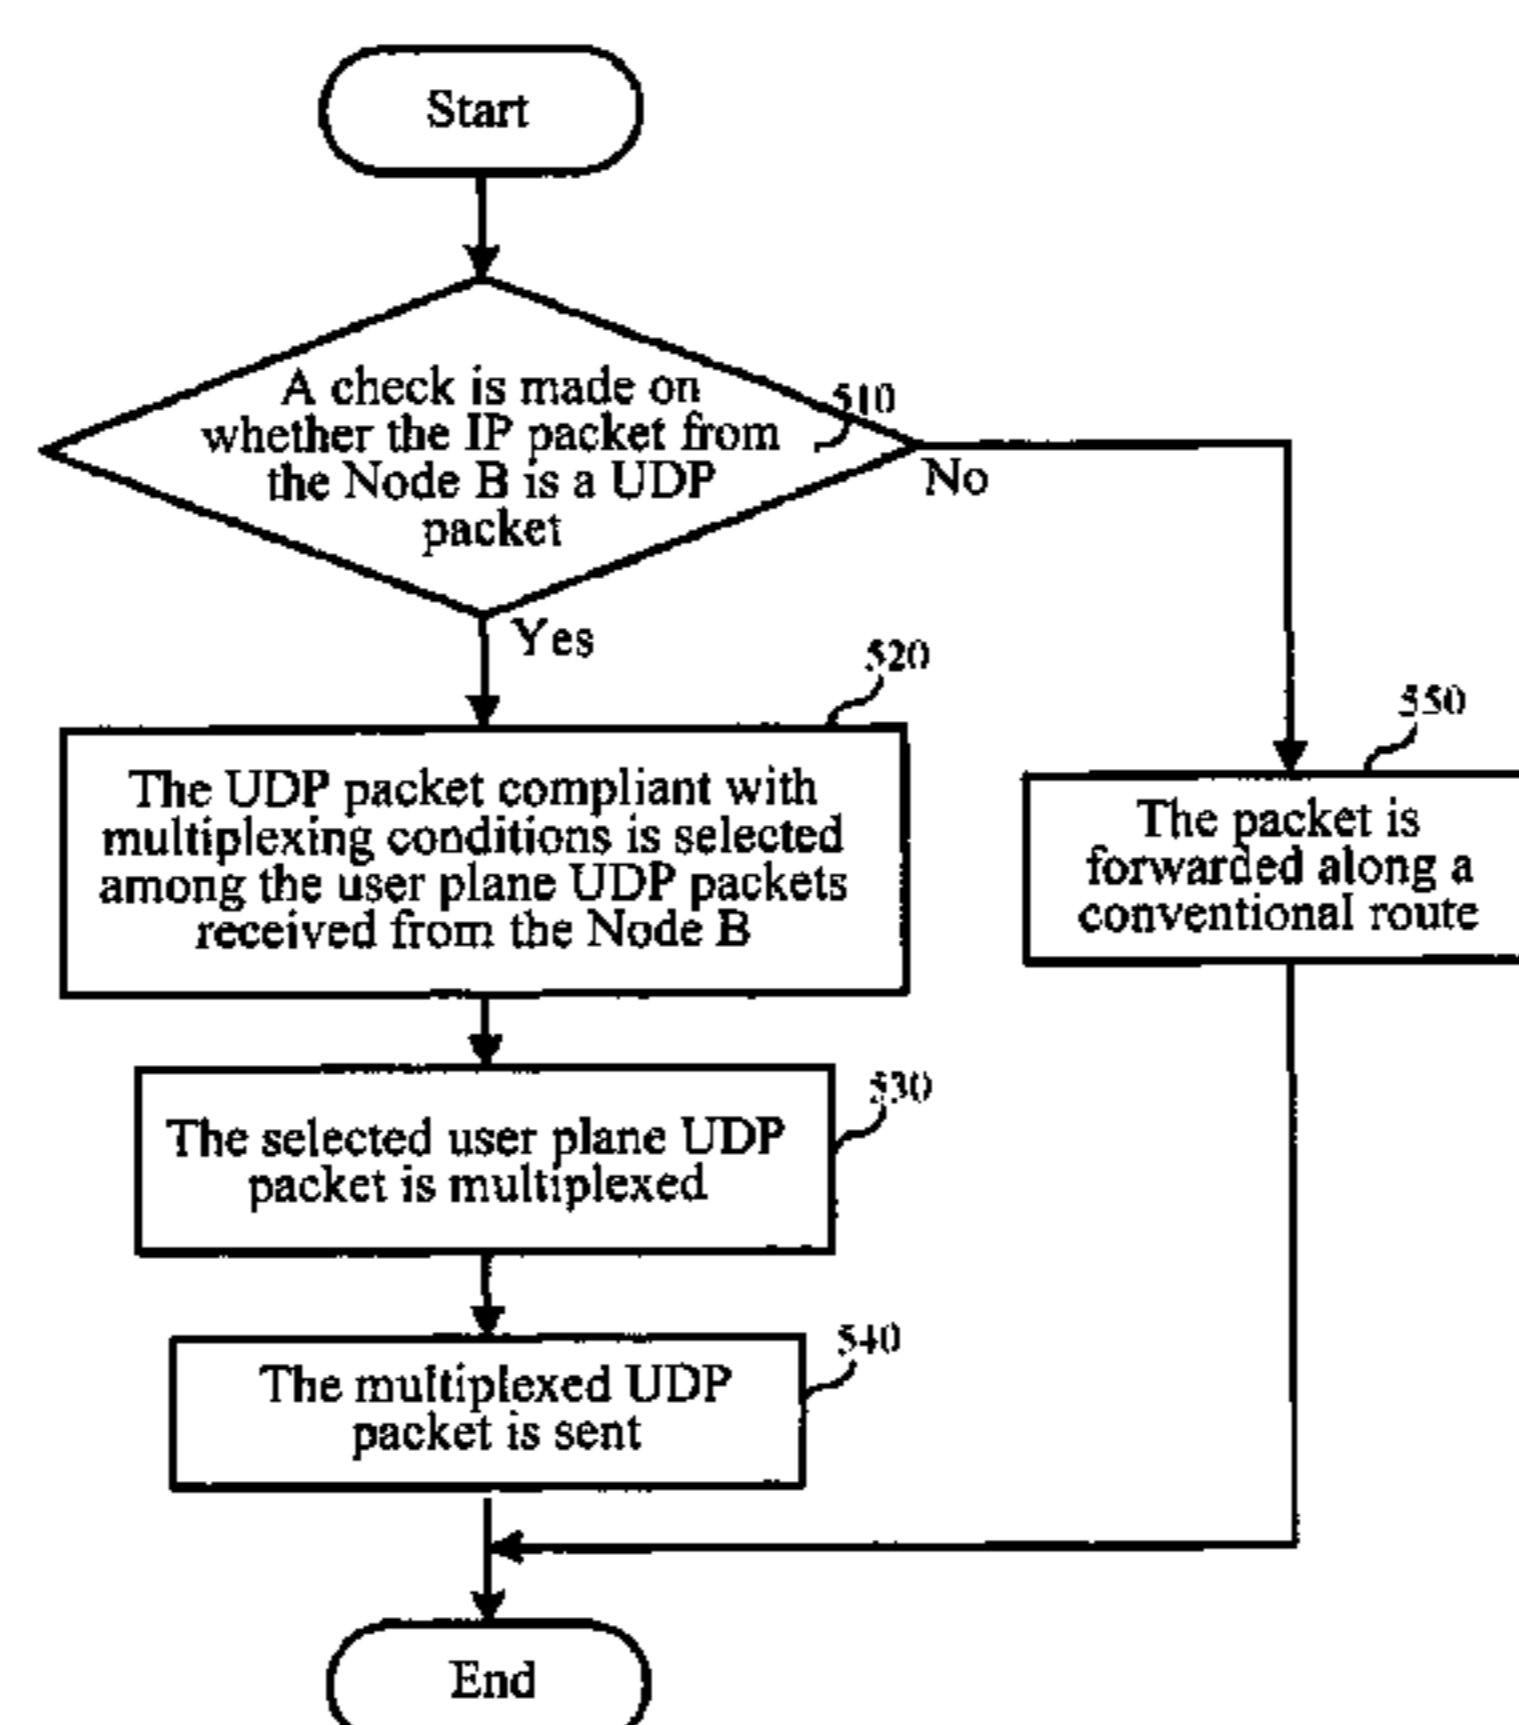 Start
A check is made on
whether the IP packet from
the Node B is a UDP
packet
510
No
Yes
520
The UDP packet compliant with
multiplexing conditions is selected
among the user plane UDP packets
received from the Node B
550
The packet is
forwarded along a
conventional route
530
The selected user plane UDP
packet is multiplexed
540
The multiplexed UDP
packet is sent
End